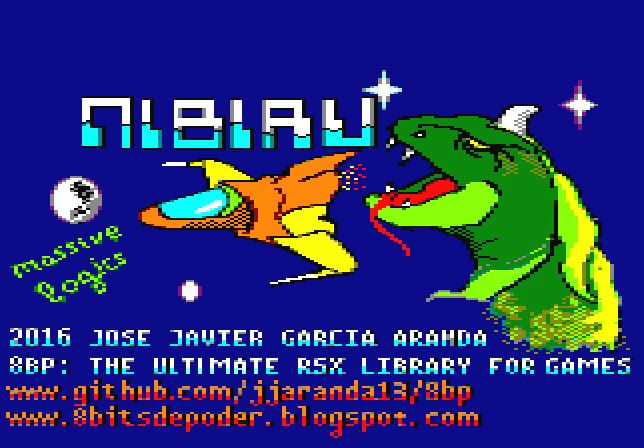 NIBIRU
massive
logics
2016 JOSE JAVIER GARCIA ARANDA
8BP: THE ULTIMATE RSX LIBRARY FOR GAMES
www.github.com/jjaranda13/8bp
www.8bitsdepoder.blogspot.com